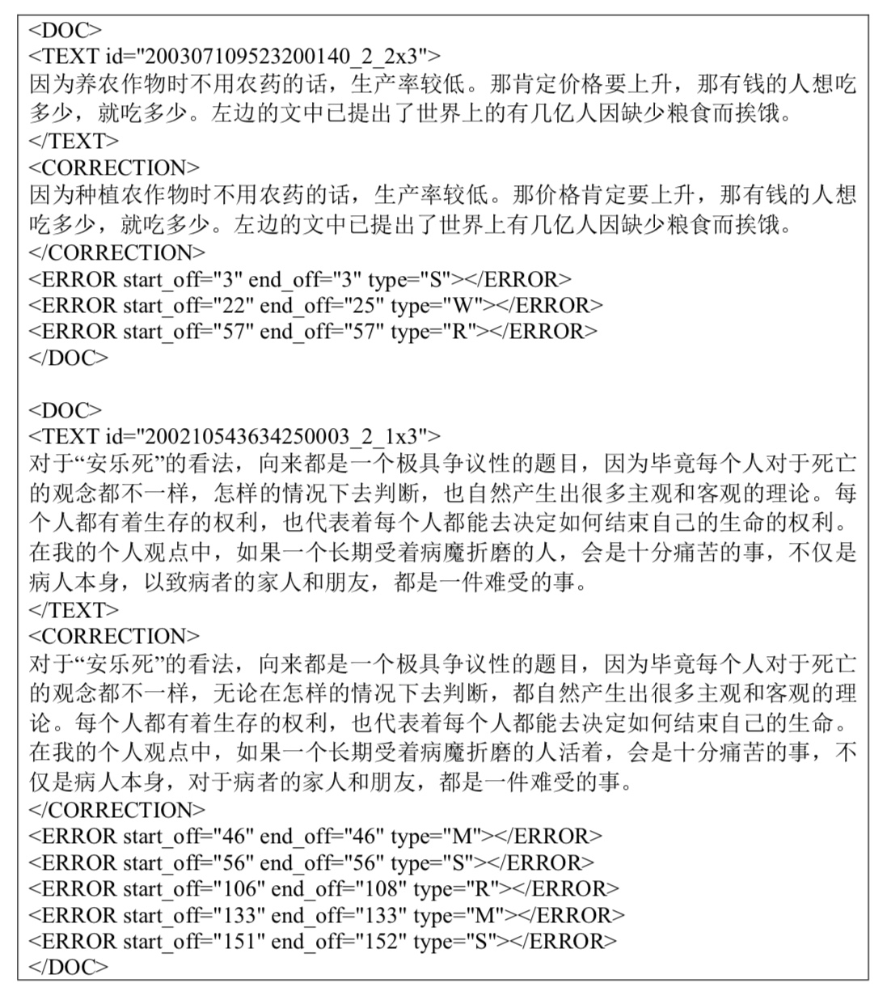 <DOC>
<TEXT id="200307109523200140_2_2x3">
因为养农作物时不用农药的话，生产率较低。那肯定价格要上升，那有钱的人想吃
多少，就吃多少。左边的文中已提出了世界上的有几亿人因缺少粮食而挨饿。
</TEXT>
<CORRECTION>
因为种植农作物时不用农药的话，生产率较低。那价格肯定要上升，那有钱的人想
吃多少，就吃多少。左边的文中已提出了世界上有几亿人因缺少粮食而挨饿。
</CORRECTION>
<ERROR start_off="3" end_off="3" type="S"></ERROR>
<ERROR start_off="22" end_off="25" type="W"></ERROR>
<ERROR start_off="57" end_off="57" type="R"></ERROR>
</DOC>
<DOC>
<TEXT id="200210543634250003_2_1x3">
对于“安乐死”的看法，向来都是一个极具争议性的题目，因为毕竟每个人对于死亡
的观念都不一样，怎样的情况下去判断，也自然产生出很多主观和客观的理论。每
个人都有着生存的权利，也代表着每个人都能去决定如何结束自己的生命的权利。
在我的个人观点中，如果一个长期受着病魔折磨的人，会是十分痛苦的事，不仅是
病人本身，以致病者的家人和朋友，都是一件难受的事。
</TEXT>
<CORRECTION>
对于“安乐死”的看法，向来都是一个极具争议性的题目，因为毕竟每个人对于死亡
的观念都不一样，无论在怎样的情况下去判断，都自然产生出很多主观和客观的理
论。每个人都有着生存的权利，也代表着每个人都能去决定如何结束自己的生命。
在我的个人观点中，如果一个长期受着病魔折磨的人活着，会是十分痛苦的事，不
仅是病人本身，对于病者的家人和朋友，都是一件难受的事。
</CORRECTION>
<ERROR start_off="46" end_off="46" type="M"></ERROR>
<ERROR start_off="56" end_off="56" type="S"></ERROR>
<ERROR start_off="106" end_off="108" type="R"></ERROR>
<ERROR start_off="133" end_off="133" type="M"></ERROR>
<ERROR start_off="151" end_off="152" type="S"></ERROR>
</DOC>